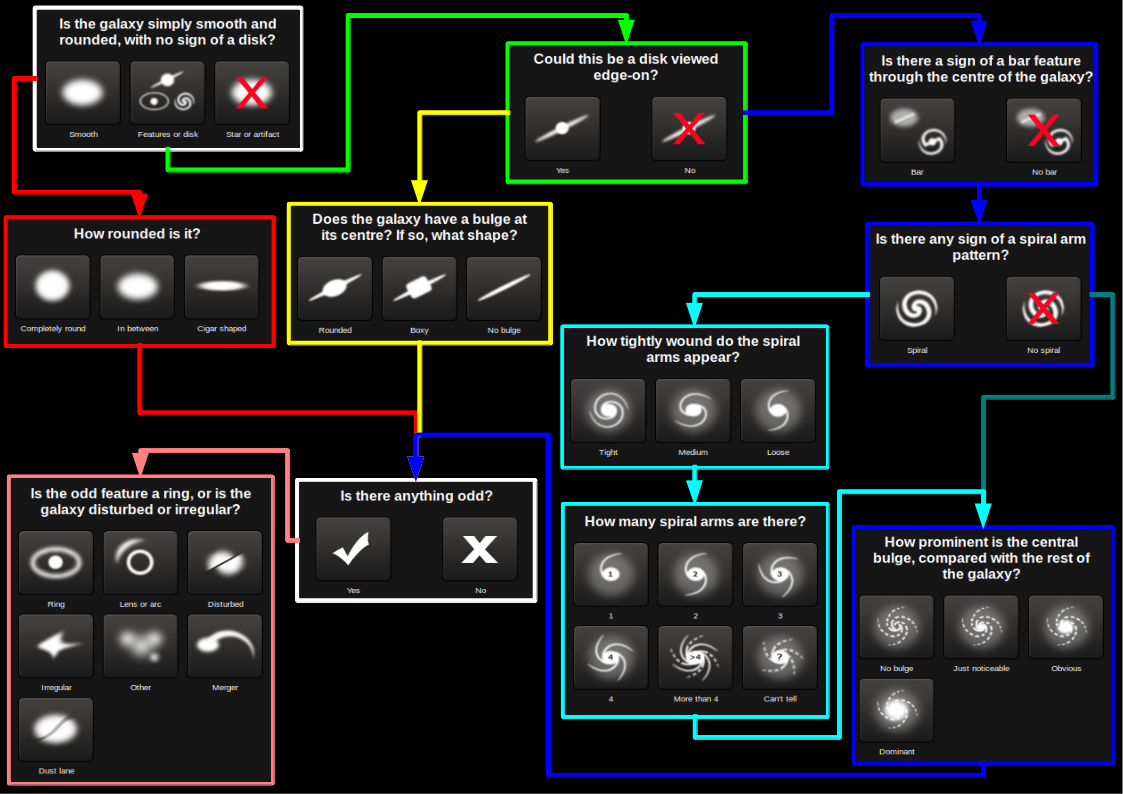 Is the galaxy simply smooth and
rounded, with no sign of a disk?
Smooth
Features or disk
Star or artifact
Could this be a disk viewed
edge-on?
Yes
No
Is there a sign of a bar feature
through the centre of the galaxy?
Bar
No bar
How rounded is it?
Completely round
In between
Cigar shaped
Does the galaxy have a bulge at
its centre? If so, what shape?
Rounded
Boxy
No bulge
Is there any sign of a spiral arm
pattern?
Spiral
No spiral
How tightly wound do the spiral
arms appear?
Tight
Medium
Loose
Is the odd feature a ring, or is the
galaxy disturbed or irregular?
Ring
Lens or arc
Disturbed
Irregular
Other
Merger
Dust lane
Is there anything odd?
Yes
No
How many spiral arms are there?
1
2
3
1
2
3
4
>4
?
4
More than 4
Can't tell
How prominent is the central
bulge, compared with the rest of
the galaxy?
No bulge
Just noticeable
Obvious
Dominant